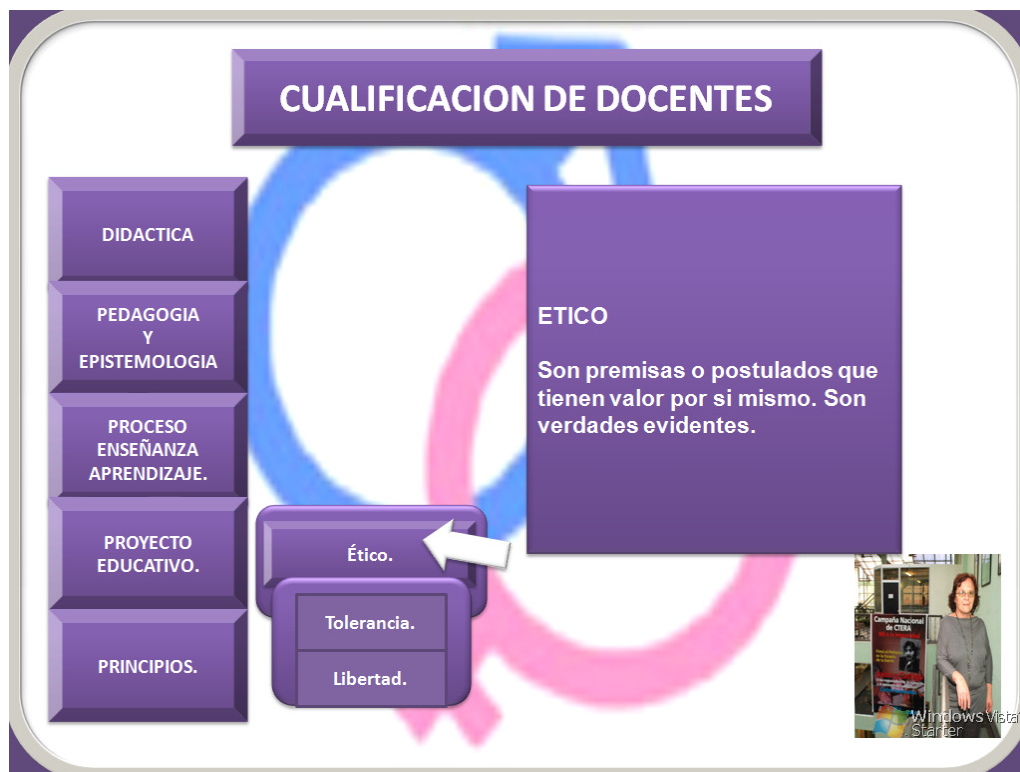 CUALIFICACION DE DOCENTES
DIDACTICA
PEDAGOGIA
Y
EPISTEMOLOGIA
PROCESO
ENSEÑANZA
APRENDIZAJE.
PROYECTO
EDUCATIVO.
PRINCIPIOS.
Ético.
Tolerancia.
Libertad.
ETICO
Son premisas o postulados que
tienen valor por si mismo. Son
verdades evidentes.
Campaña Nacional
de CTERA
Windows Vista
Starter